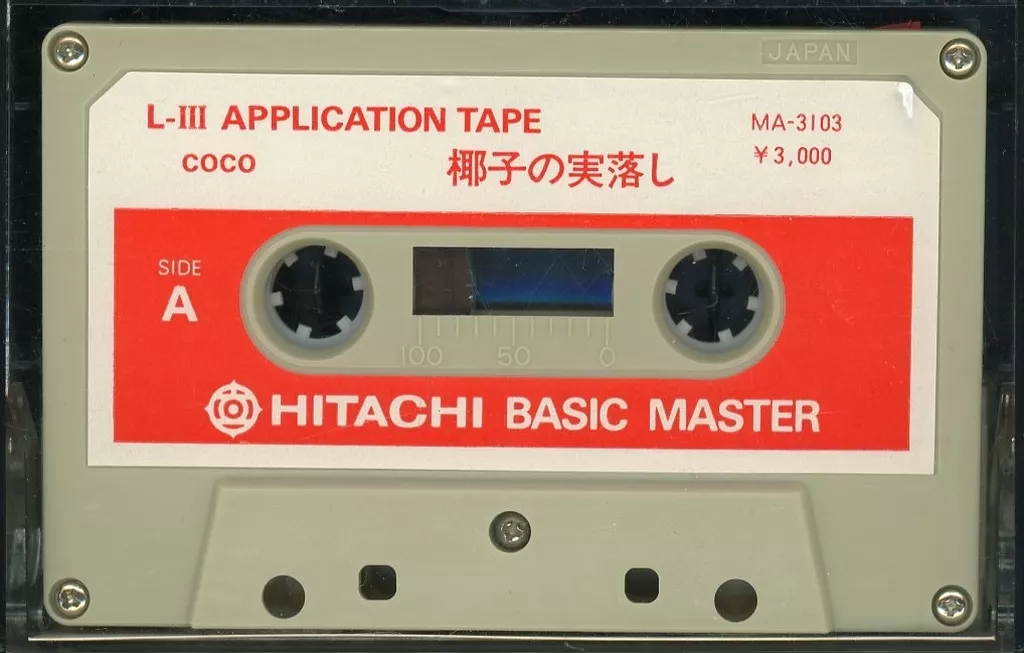 JAPAN
L-III APPLICATION TAPE
MA-3103
COCO
椰子の実落し
¥3,000
SIDE
A
100 50 0
HITACHI BASIC MASTER